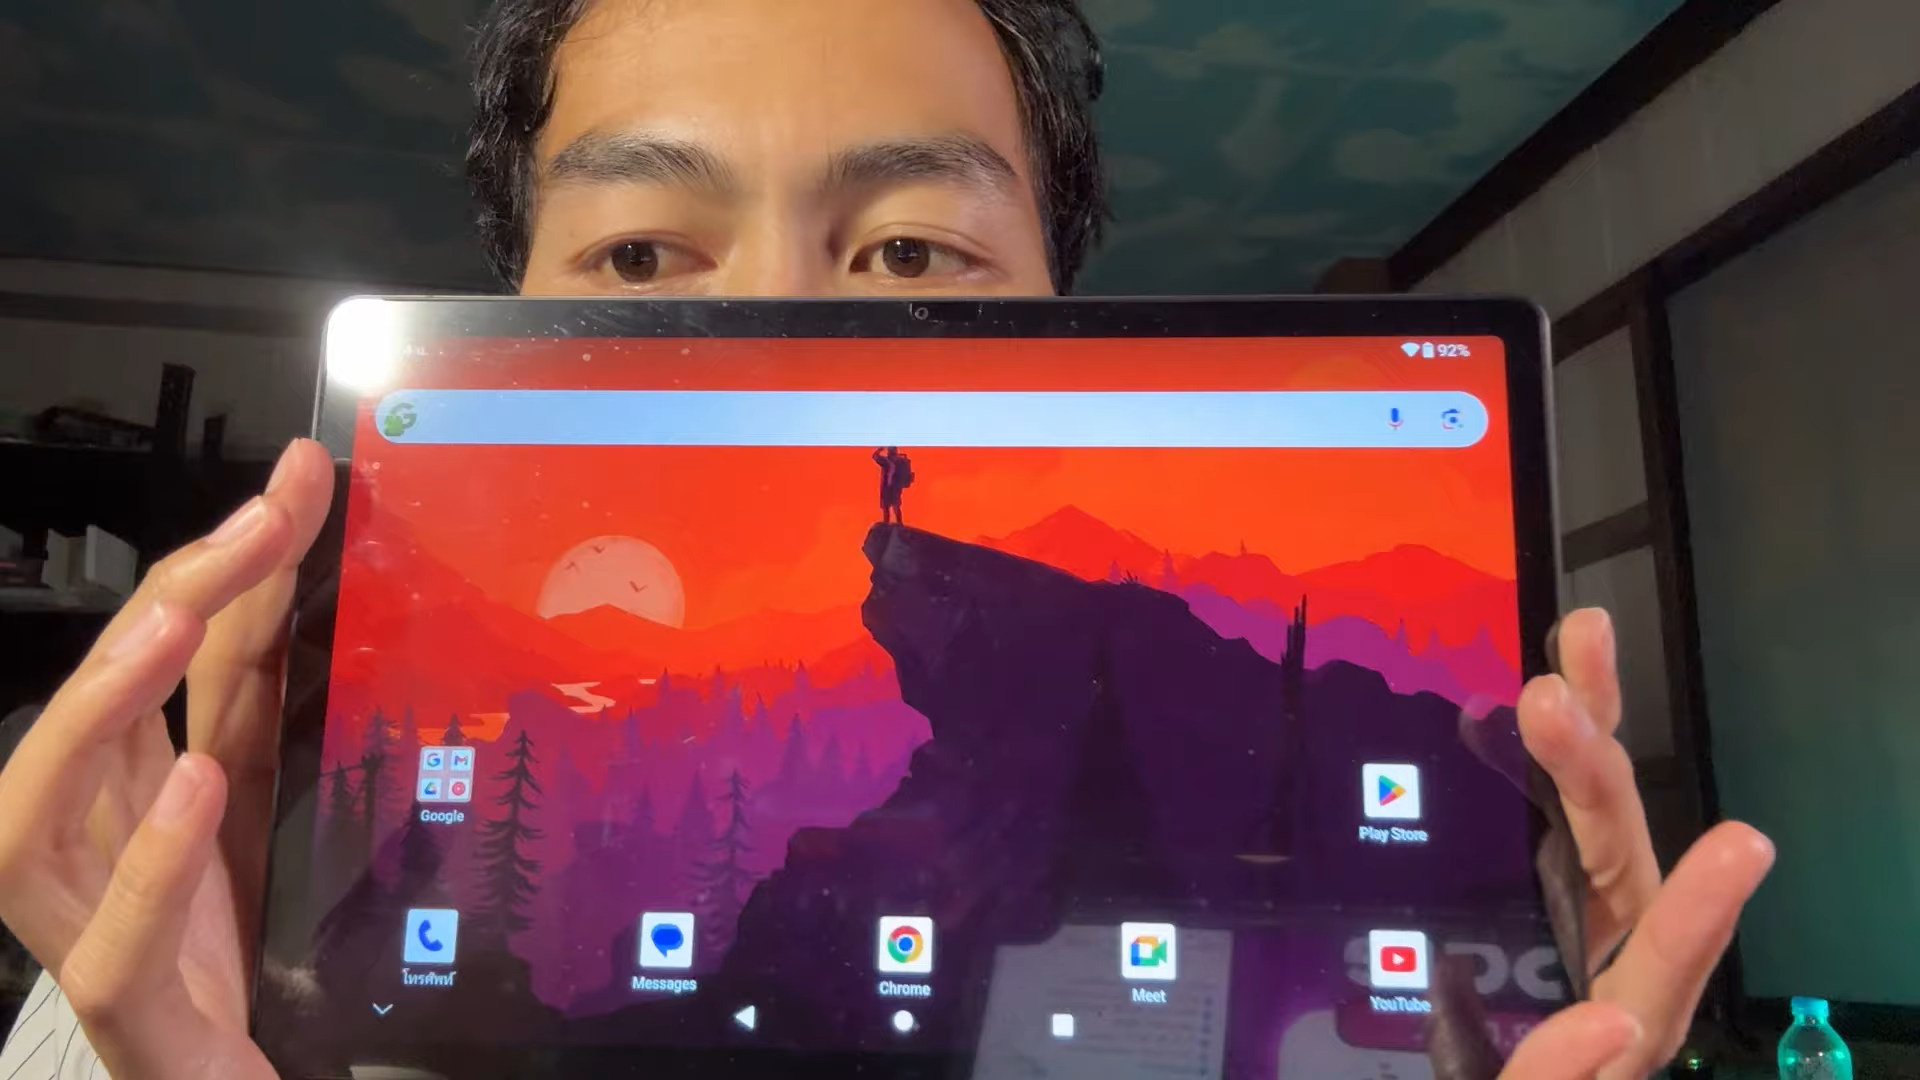 92%
Google
Play Store
โทรศัพท์
Messages
Chrome
Meet
YouTube